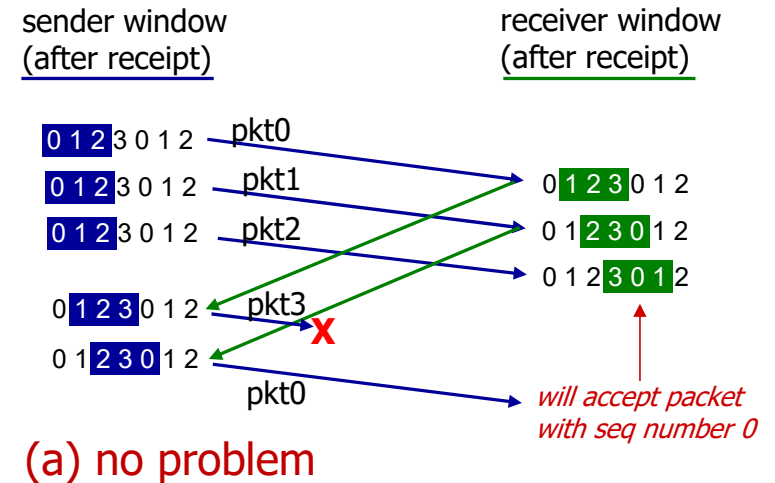 sender window
(after receipt)
receiver window
(after receipt)
0 1 2 3 0 1 2
pkt0
0 1 2 3 0 1 2
pkt1
0 1 2 3 0 1 2
0 1 2 3 0 1 2
pkt2
0 1 2 3 0 1 2
0 1 2 3 0 1 2
0 1 2 3 0 1 2
pkt3
X
0 1 2 3 0 1 2
pkt0
will accept packet
with seq number 0
(a) no problem